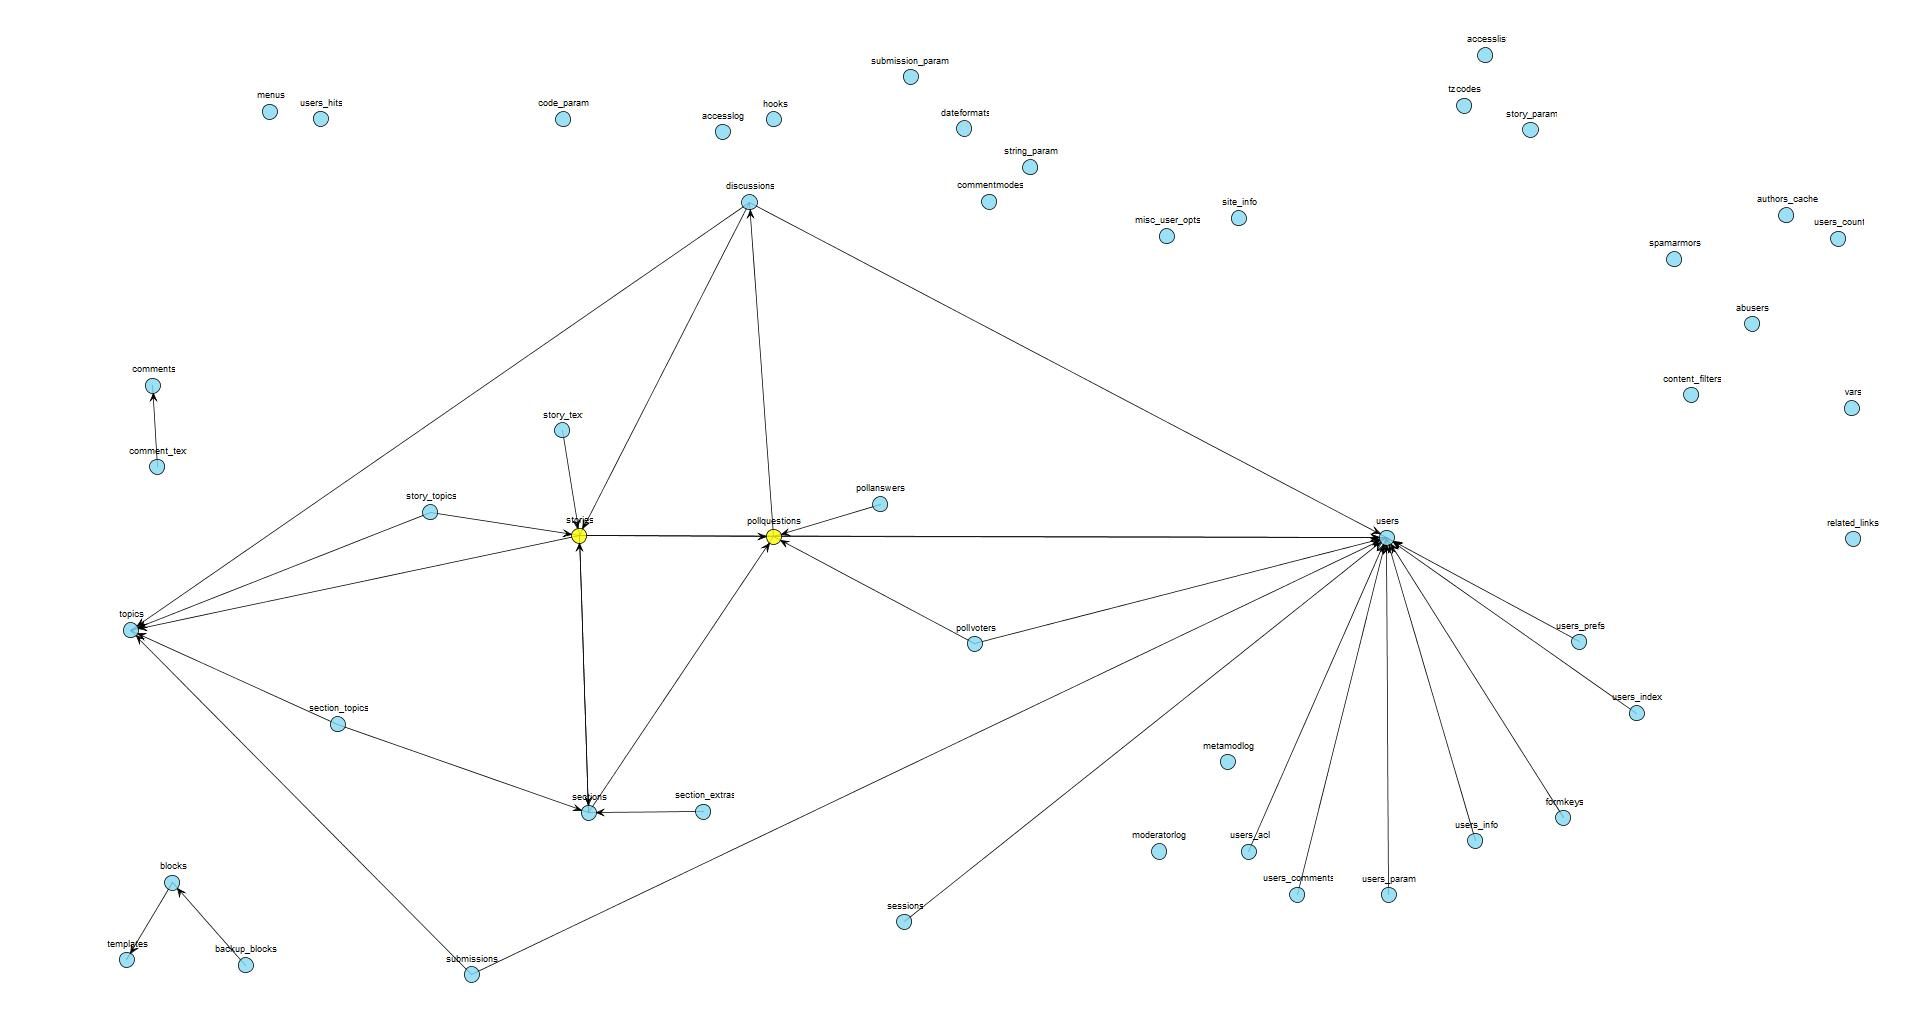 accesslis
submission_param
menus
users_hits
code_param
accesslog
hooks
dateformats
tzcodes
story_param
string_param
discussions
commentmodes
misc_user_opts
site_info
authors_cache
users_count
spamarmors
abusers
comments
content_filters
vars
story_tex
comment_tex
story_topics
pollanswers
stories
pollquestions
users
related_links
topics
pollvoters
users_prefs
section_topics
users_index
metamodlog
sections
section_extras
formkeys
moderatorlog
users_acl
users_info
blocks
users_comments
users_param
sessions
templates
backup_blocks
submissions